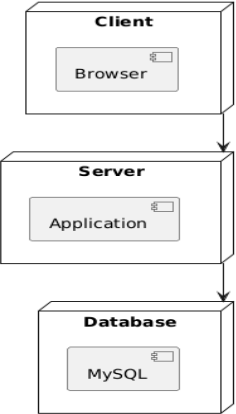 Client
Browser
Server
Application
Database
MySQL